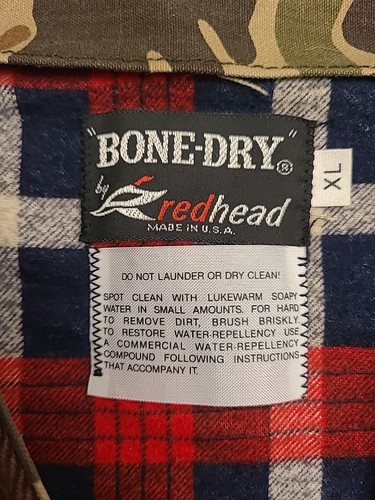 "BONE-DRY"®
by redhead
MADE IN U.S.A.
XL
DO NOT LAUNDER OR DRY CLEAN!
SPOT CLEAN WITH LUKEWARM SOAPY
WATER IN SMALL AMOUNTS. FOR HARD
TO REMOVE DIRT, BRUSH BRISKLY.
TO RESTORE WATER-REPELLENCY USE
A COMMERCIAL WATER-REPELLENCY
COMPOUND FOLLOWING INSTRUCTIONS
THAT ACCOMPANY IT.